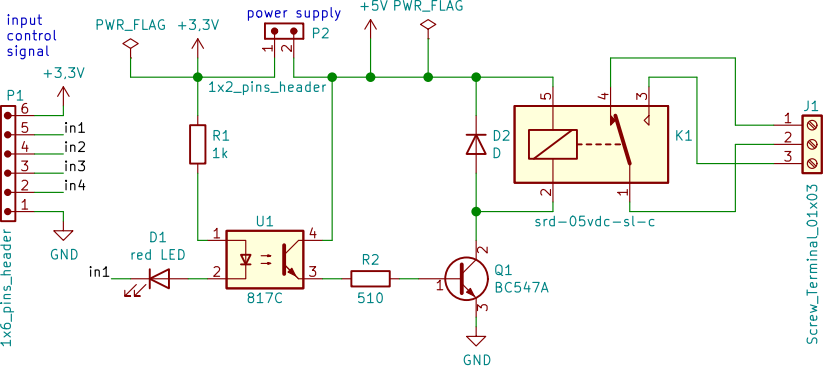 input
control
signal
PWR_FLAG
+3,3V
power supply
P2
1
2
1x2_pins_header
+5V
PWR_FLAG
+3,3V
P1
6
5
4
3
2
1
in1
in2
in3
in4
GND
1x6_pins_header
R1
1k
D1
red LED
in1
U1
1
2
4
3
817C
R2
510
D2
D
Q1
BC547A
1
2
3
GND
5
4
3
2
1
K1
srd-05vdc-sl-c
J1
1
2
3
Screw_Terminal_01x03